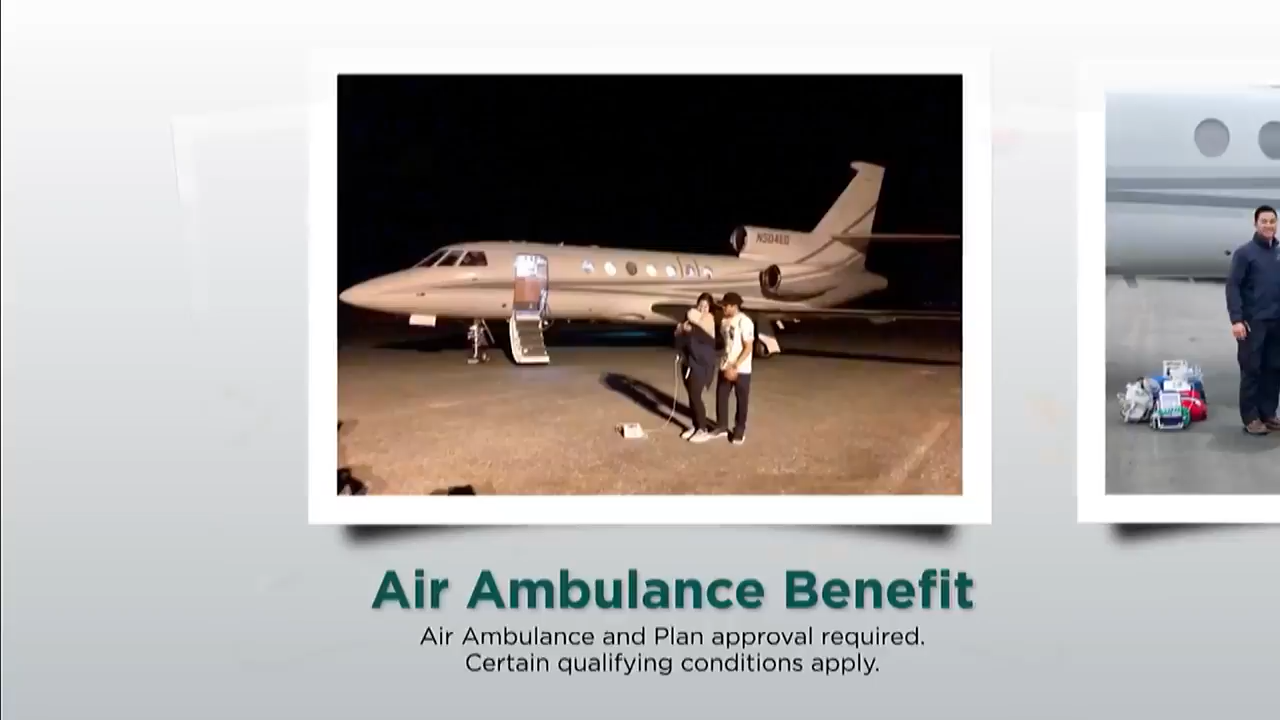 Air Ambulance Benefit
Air Ambulance and Plan approval required.
Certain qualifying conditions apply.